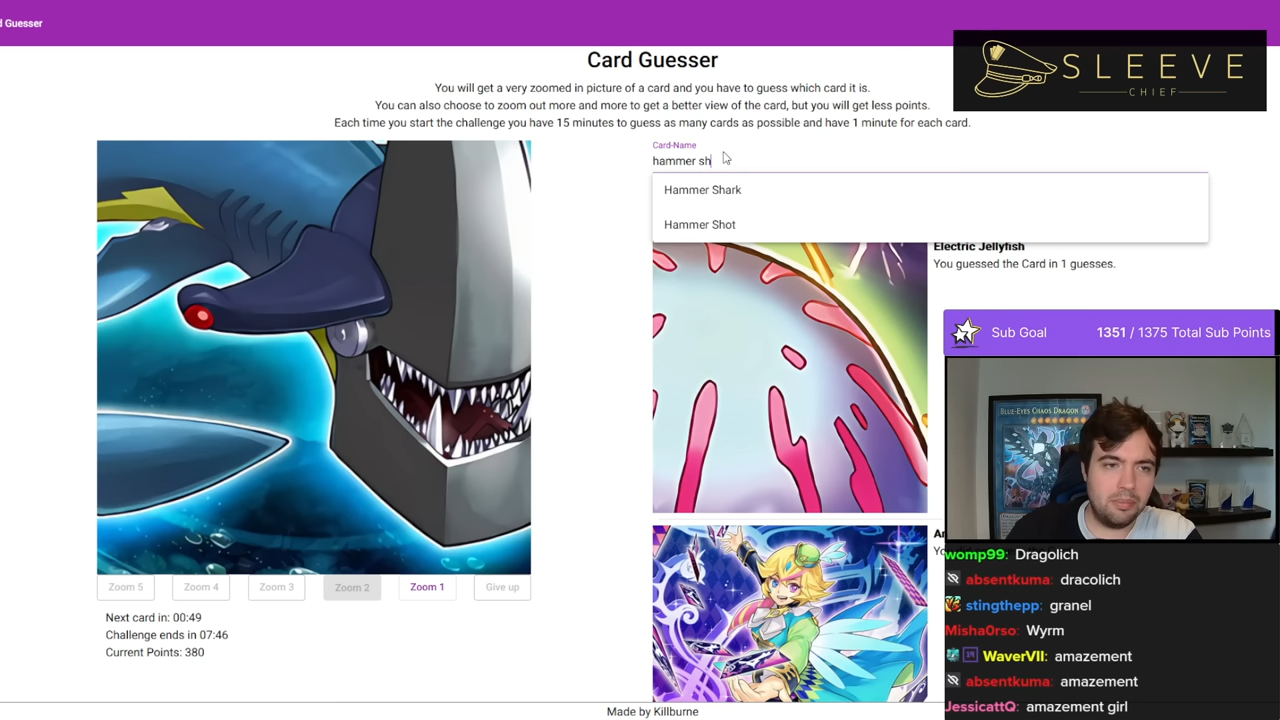 d Guesser
SLEEVE
CHIEF
Card Guesser
You will get a very zoomed in picture of a card and you have to guess which card it is.
You can also choose to zoom out more and more to get a better view of the card, but you will get less points.
Each time you start the challenge you have 15 minutes to guess as many cards as possible and have 1 minute for each card.
Card-Name
hammer sh
Hammer Shark
Hammer Shot
Electric Jellyfish
You guessed the Card in 1 guesses.
Sub Goal 1351 / 1375 Total Sub Points
BLUE-EYES CHAOS DRAGON
Zoom 5 Zoom 4 Zoom 3 Zoom 2 Zoom 1 Give up
Next card in: 00:49
Challenge ends in 07:46
Current Points: 380
womp99: Dragolich
absentkuma: dracolich
stingthepp: granel
Misha0rso: Wyrm
WaverVII: amazement
absentkuma: amazement
JessicattQ: amazement girl
Made by Killburne